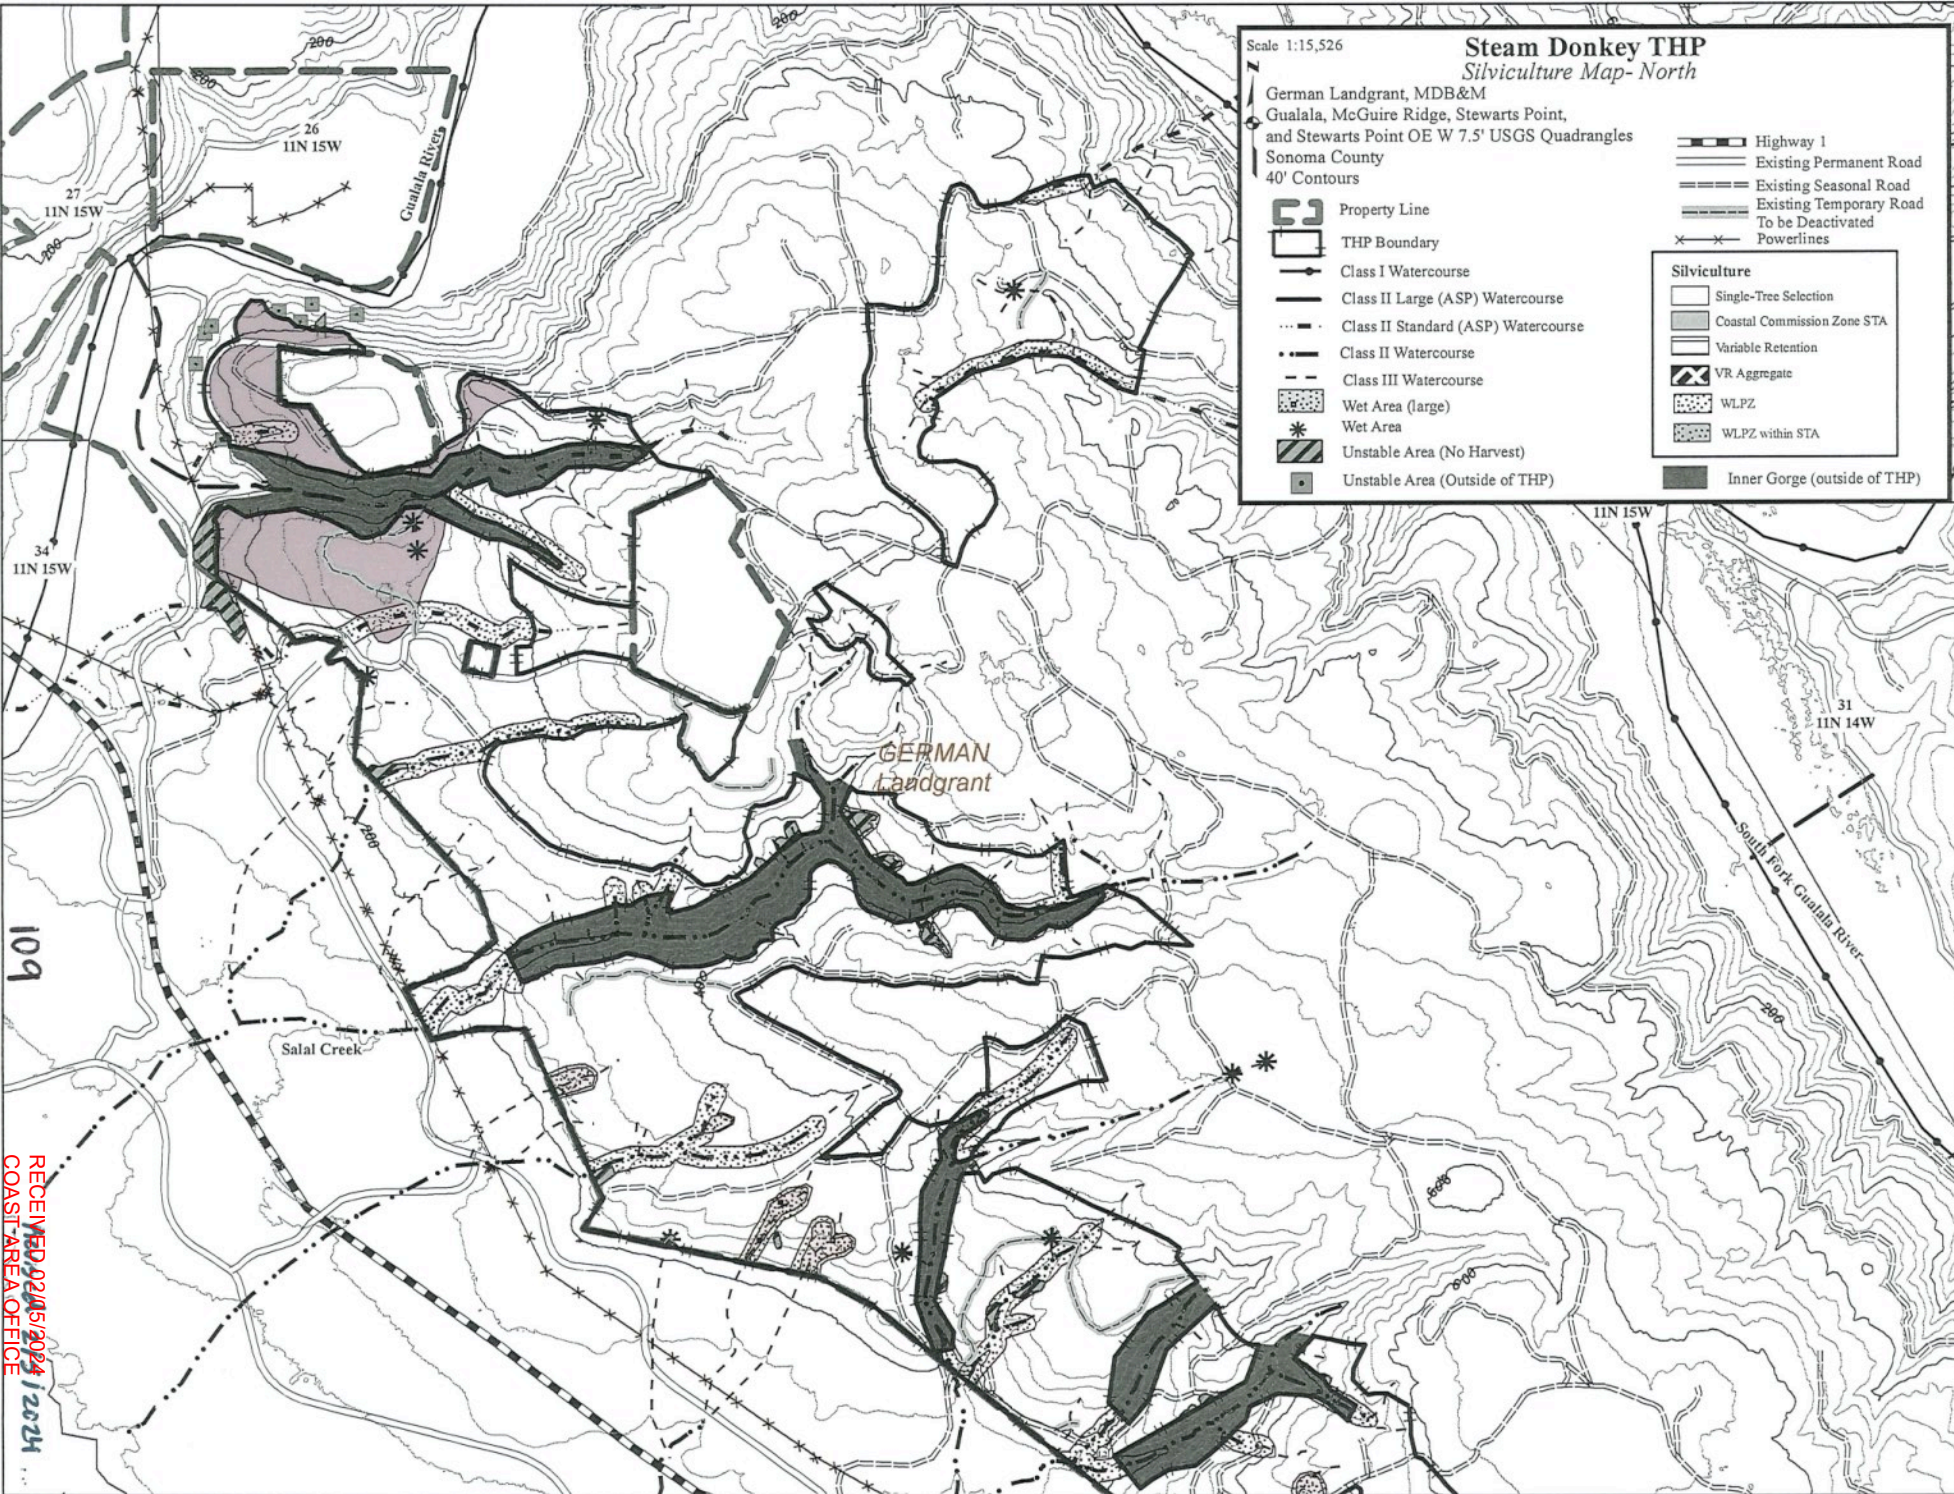 Scale 1:15,526
Steam Donkey THP
Silviculture Map- North
N
German Landgrant, MDB&M
Gualala, McGuire Ridge, Stewarts Point,
and Stewarts Point OE W 7.5' USGS Quadrangles
Sonoma County
40' Contours
Property Line
THP Boundary
Class I Watercourse
Class II Large (ASP) Watercourse
Class II Standard (ASP) Watercourse
Class II Watercourse
Class III Watercourse
Wet Area (large)
Wet Area
Unstable Area (No Harvest)
Unstable Area (Outside of THP)
Highway 1
Existing Permanent Road
Existing Seasonal Road
Existing Temporary Road
To be Deactivated
Powerlines
Silviculture
Single-Tree Selection
Coastal Commission Zone STA
Variable Retention
VR Aggregate
WLPZ
WLPZ within STA
Inner Gorge (outside of THP)
200
200
200
200
26
11N 15W
27
11N 15W
Gualala River
34
11N 15W
11N 15W
31
11N 14W
GERMAN
Landgrant
200
South Fork Gualala River
200
Salal Creek
600
600
109
RECEIVED 02/05/2024
COAST AREA OFFICE